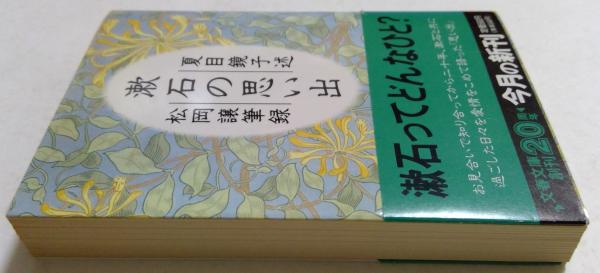 夏目鏡子述
漱石の思い出
松岡譲筆録
漱石ってどんなひと?
お見合いで知り合ってから二十年、漱石と共に
過ごした日々を愛情をこめて語った「思い出」
今月の新刊
文春文庫
創刊20周年